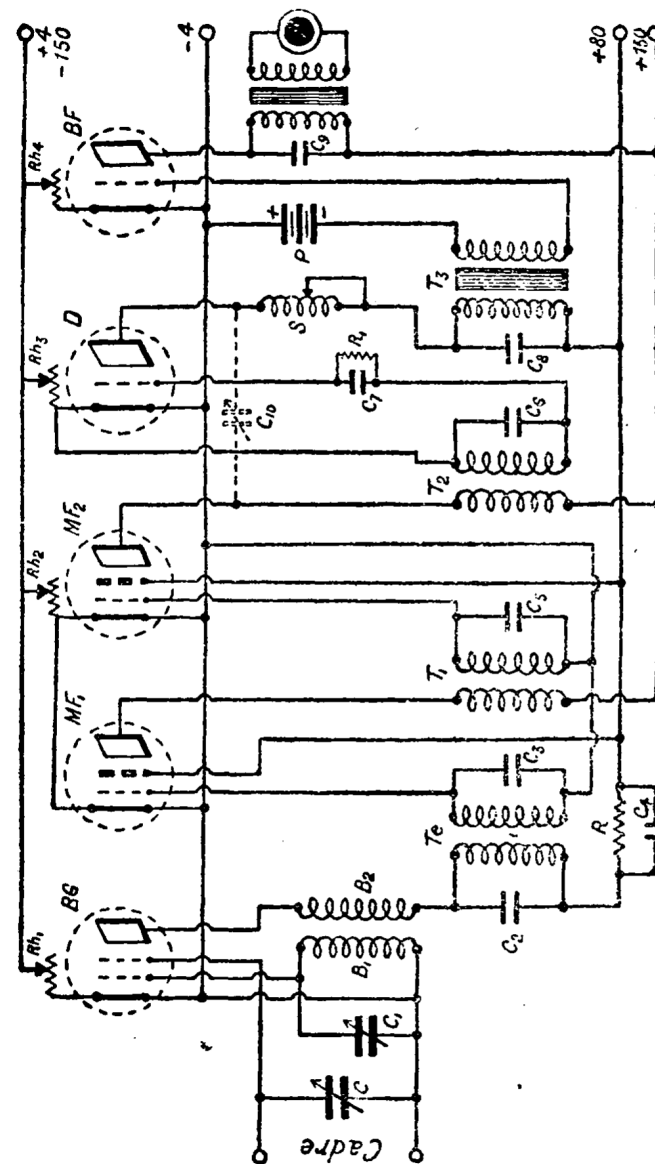 +4
-150
-4
+80
+150
Rh1
Rh2
Rh3
Rh4
BG
MF1
MF2
D
BF
Cadre
C
C1
B1
B2
C2
Te
C3
R
C4
T1
C5
T2
C6
C7
R1
C10
S
C8
T3
P
+
-
C9